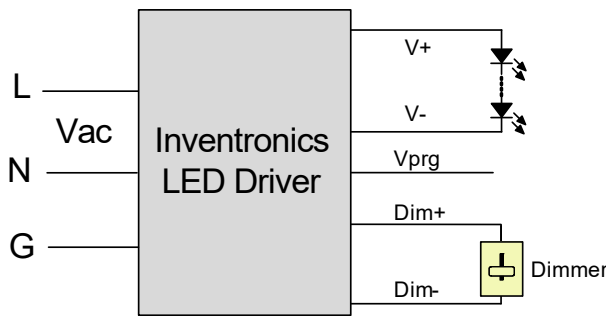 L
Vac
N
G
Inventronics
LED Driver
V+
V-
Vprg
Dim+
Dim-
Dimmer